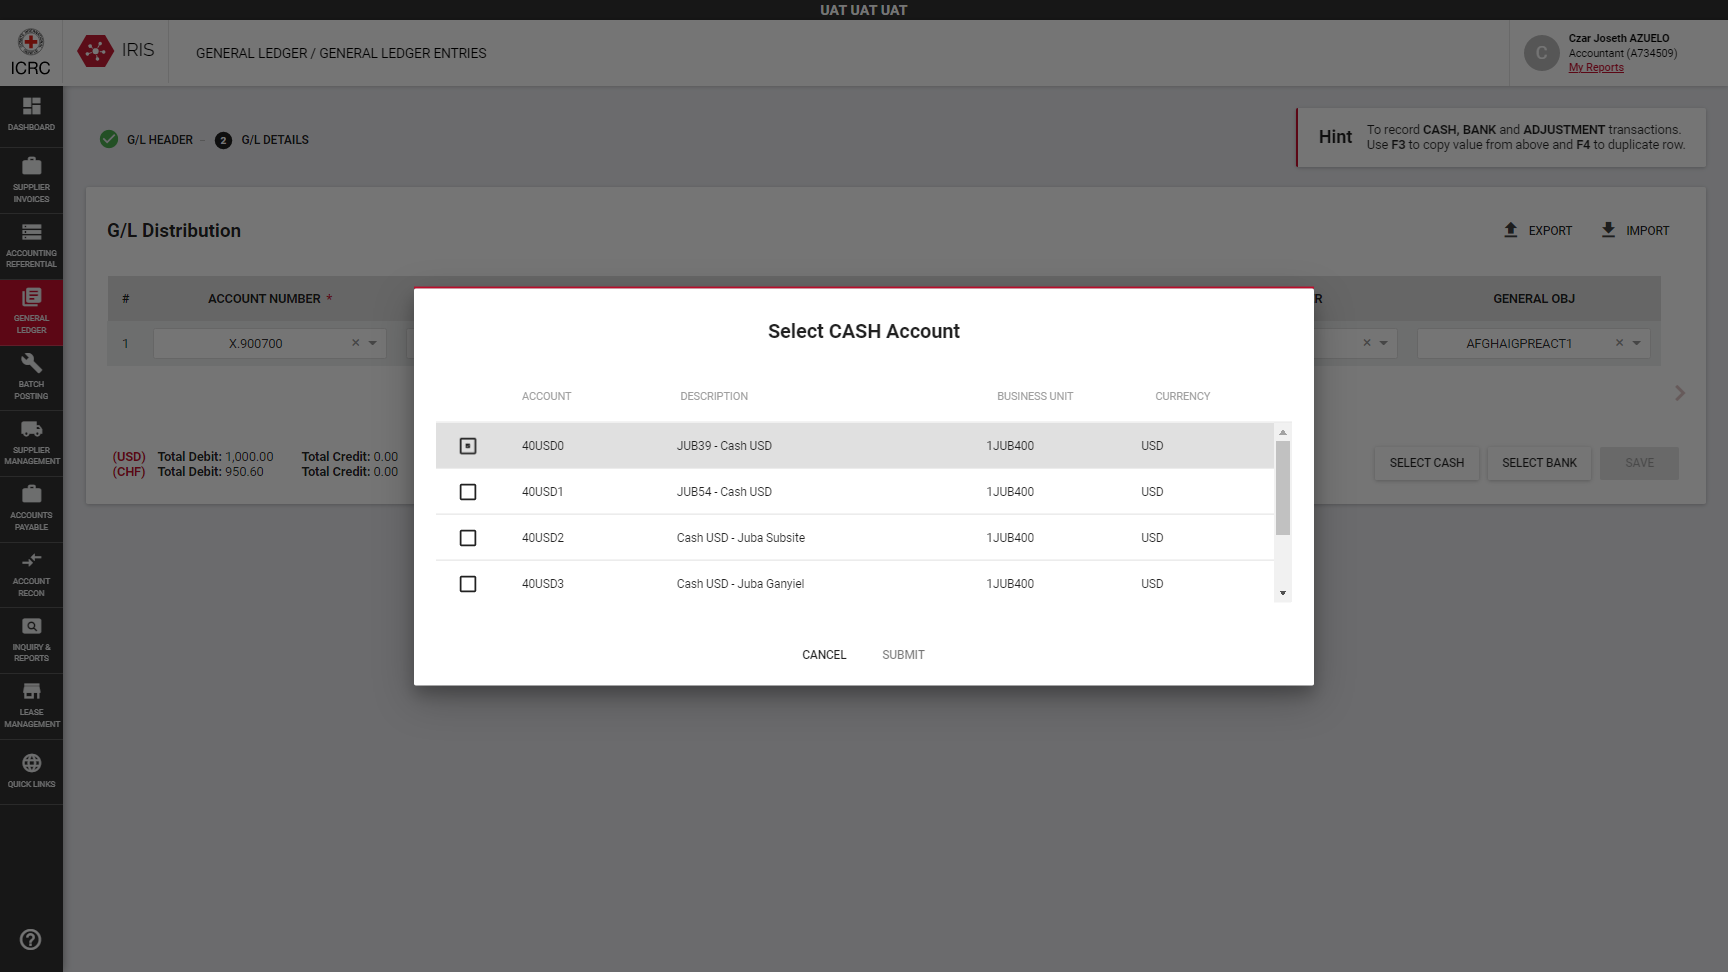 UAT UAT UAT
ICRC
IRIS
GENERAL LEDGER / GENERAL LEDGER ENTRIES
C
Czar Joseth AZUELO
Accountant (A734509)
My Reports
DASHBOARD
SUPPLIER
INVOICES
ACCOUNTING
REFERENTIAL
GENERAL
LEDGER
BATCH
POSTING
SUPPLIER
MANAGEMENT
ACCOUNTS
PAYABLE
ACCOUNT
RECON
INQUIRY &
REPORTS
LEASE
MANAGEMENT
QUICK LINKS
G/L HEADER - 2 G/L DETAILS
Hint
To record CASH, BANK and ADJUSTMENT transactions.
Use F3 to copy value from above and F4 to duplicate row.
G/L Distribution
EXPORT IMPORT
# ACCOUNT NUMBER * R GENERAL OBJ
1 X.900700 × × AFGHAIGPREACT1 ×
(USD) Total Debit: 1,000.00 Total Credit: 0.00
(CHF) Total Debit: 950.60 Total Credit: 0.00
SELECT CASH SELECT BANK SAVE
Select CASH Account
ACCOUNT DESCRIPTION BUSINESS UNIT CURRENCY
40USD0 JUB39 - Cash USD 1JUB400 USD
40USD1 JUB54 - Cash USD 1JUB400 USD
40USD2 Cash USD - Juba Subsite 1JUB400 USD
40USD3 Cash USD - Juba Ganyiel 1JUB400 USD
CANCEL SUBMIT